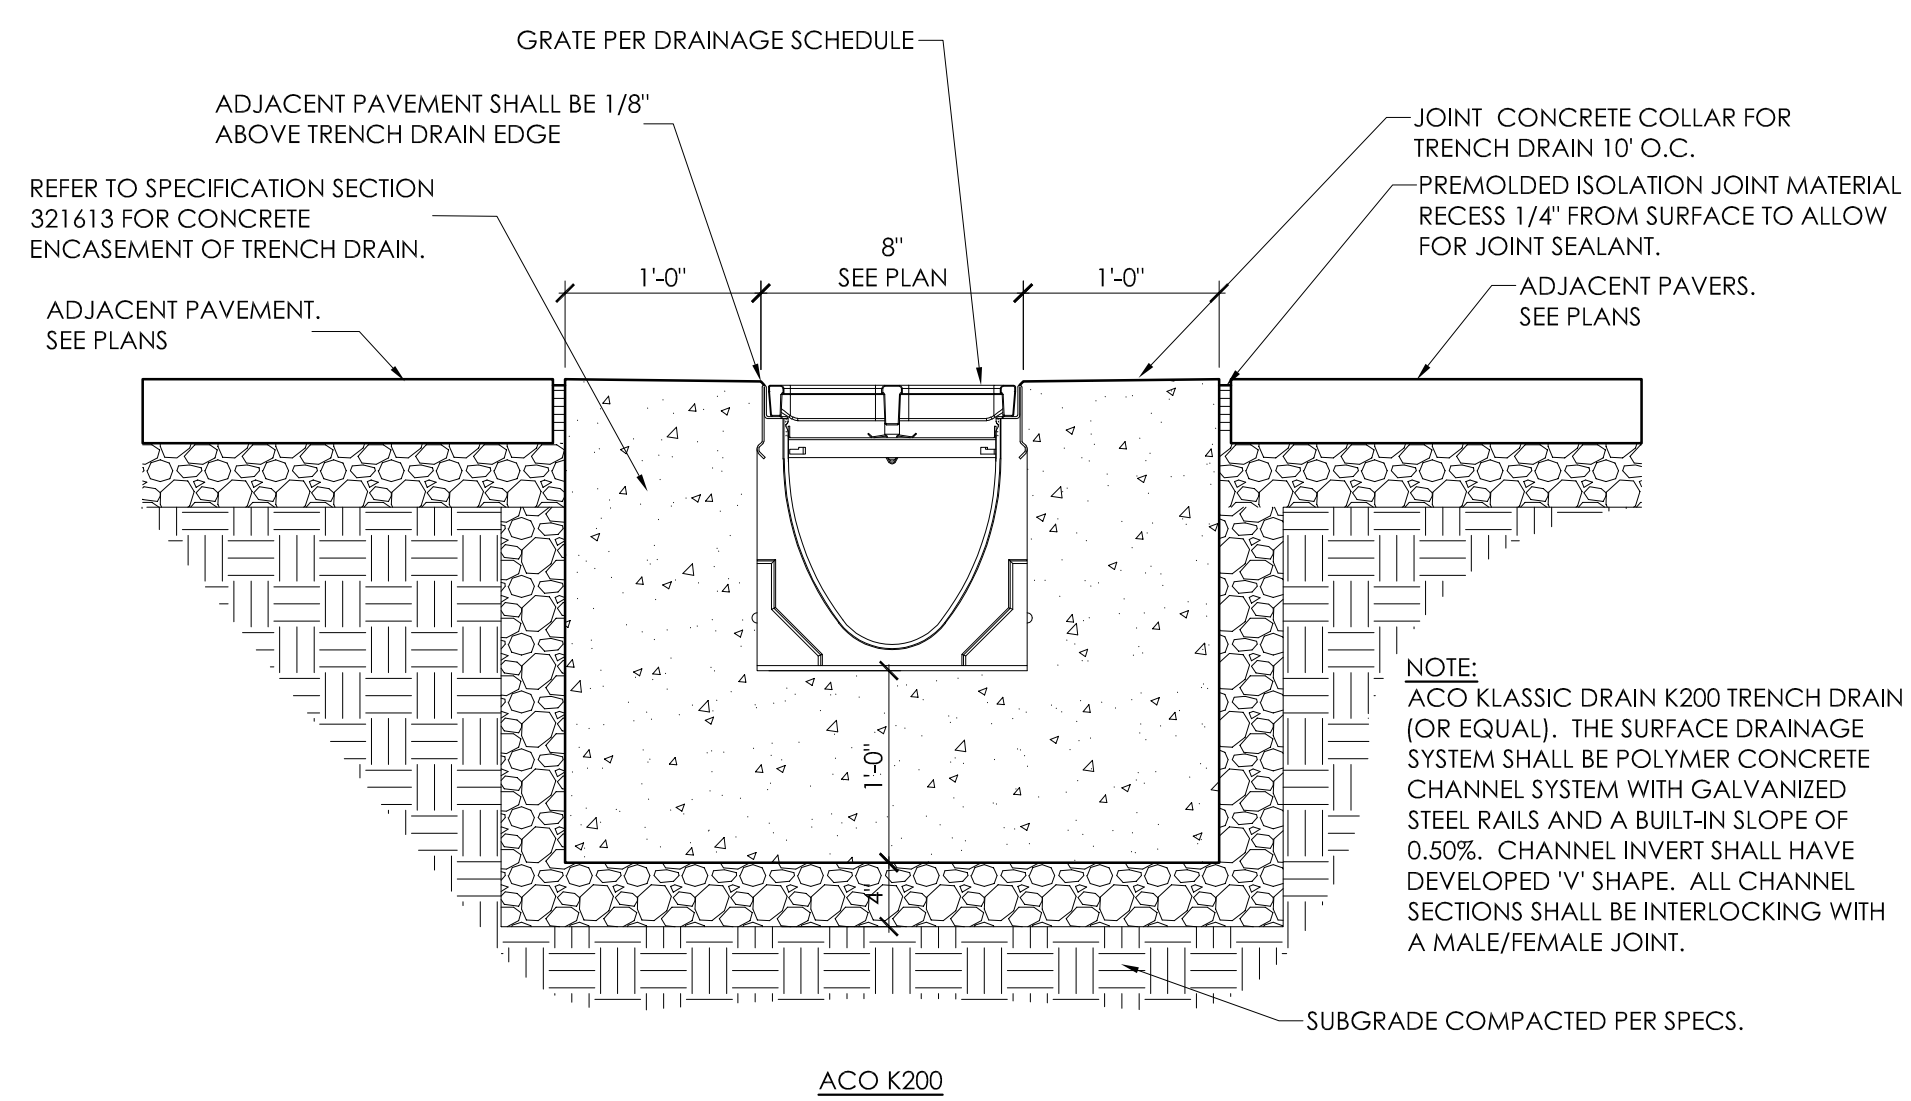 GRATE PER DRAINAGE SCHEDULE
ADJACENT PAVEMENT SHALL BE 1/8"
ABOVE TRENCH DRAIN EDGE
REFER TO SPECIFICATION SECTION
321613 FOR CONCRETE
ENCASEMENT OF TRENCH DRAIN.
ADJACENT PAVEMENT.
SEE PLANS
1'-0"
8"
SEE PLAN
1'-0"
JOINT CONCRETE COLLAR FOR
TRENCH DRAIN 10' O.C.
PREMOLDED ISOLATION JOINT MATERIAL
RECESS 1/4" FROM SURFACE TO ALLOW
FOR JOINT SEALANT.
ADJACENT PAVERS.
SEE PLANS
1'-0"
4"
NOTE:
ACO KLASSIC DRAIN K200 TRENCH DRAIN
(OR EQUAL). THE SURFACE DRAINAGE
SYSTEM SHALL BE POLYMER CONCRETE
CHANNEL SYSTEM WITH GALVANIZED
STEEL RAILS AND A BUILT-IN SLOPE OF
0.50%. CHANNEL INVERT SHALL HAVE
DEVELOPED 'V' SHAPE. ALL CHANNEL
SECTIONS SHALL BE INTERLOCKING WITH
A MALE/FEMALE JOINT.
SUBGRADE COMPACTED PER SPECS.
ACO K200